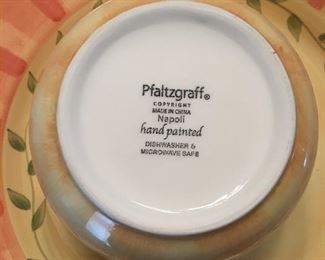 Pfaltzgraff®
COPYRIGHT
MADE IN CHINA
Napoli
hand painted
DISHWASHER &
MICROWAVE SAFE